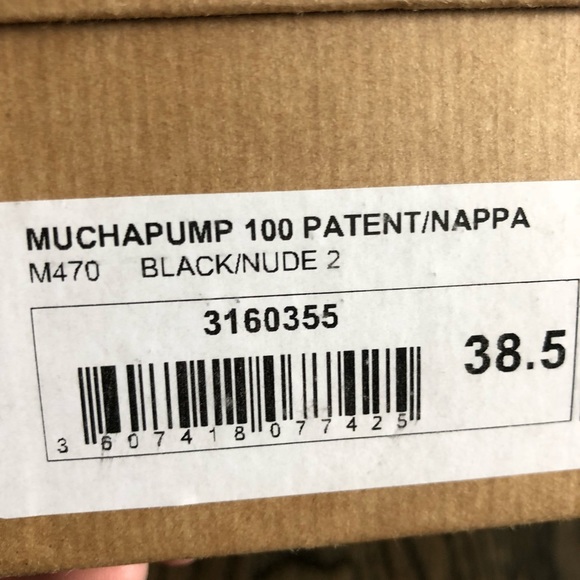 MUCHAPUMP 100 PATENT/NAPPA
M470 BLACK/NUDE 2
3160355
38.5
3 607418 077425